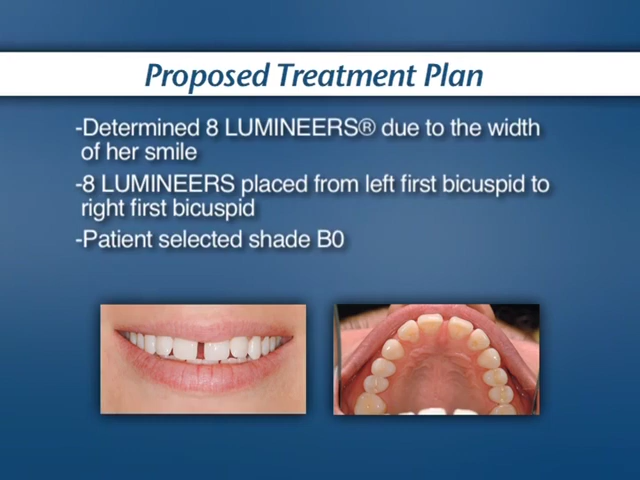 Proposed Treatment Plan
-Determined 8 LUMINEERS® due to the width
of her smile
-8 LUMINEERS placed from left first bicuspid to
right first bicuspid
-Patient selected shade B0